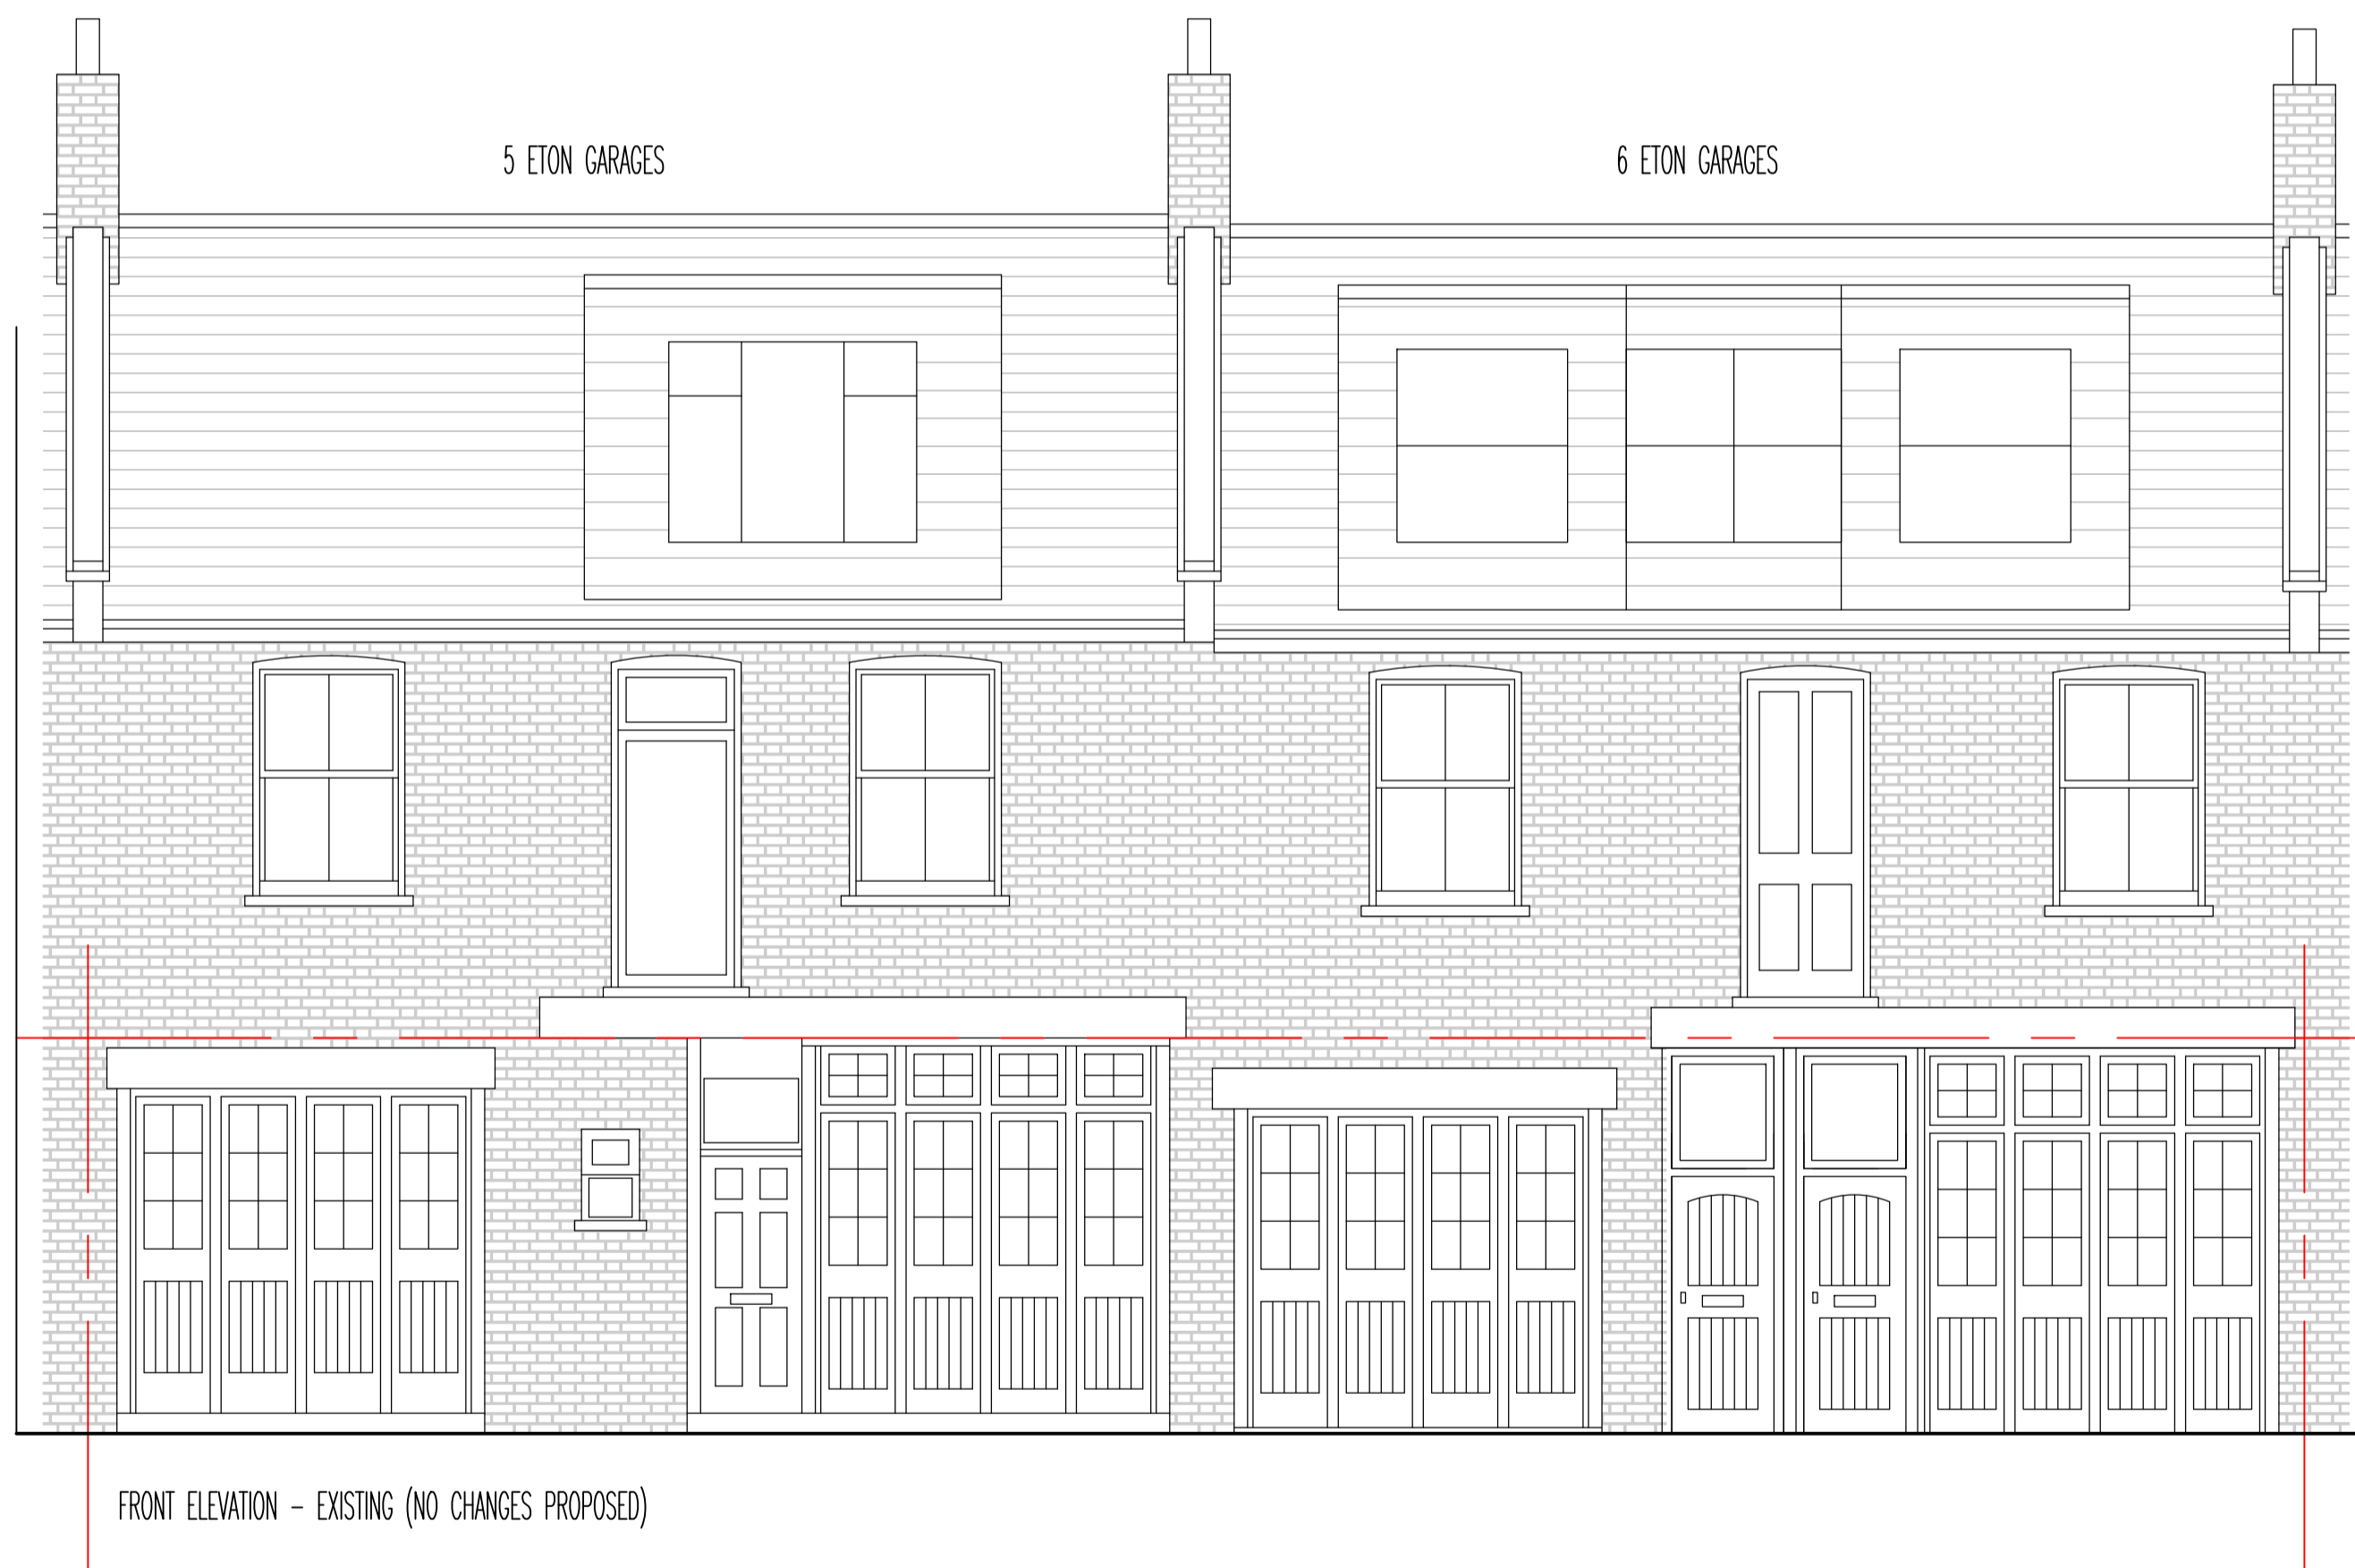 5 ETON GARAGES
6 ETON GARAGES
FRONT ELEVATION - EXISTING (NO CHANGES PROPOSED)